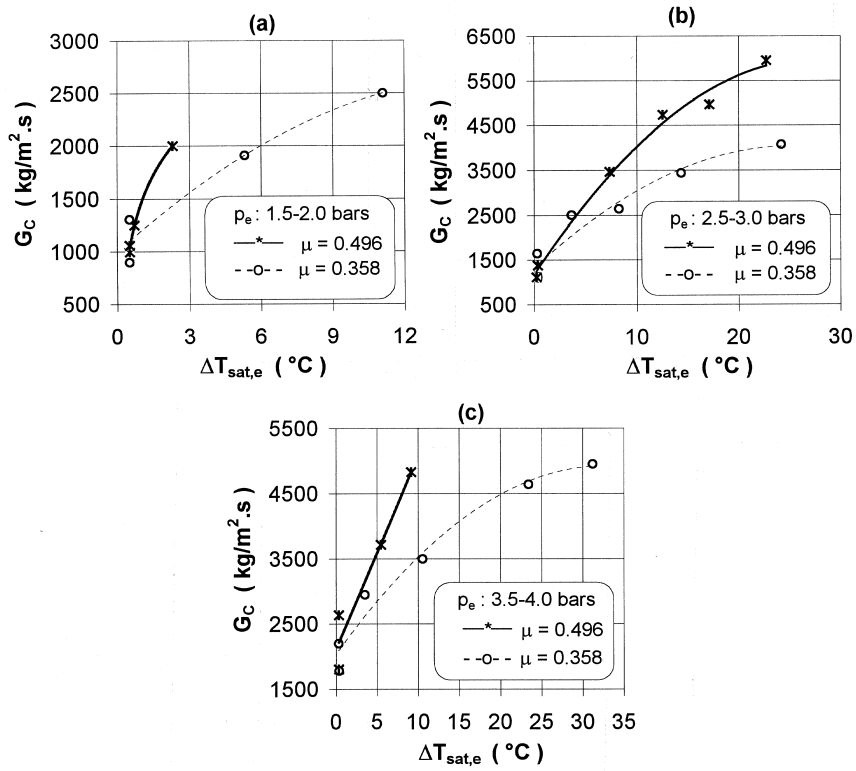 (a)
3000
2500
2000
1500
1000
500
G_C ( kg/m².s)
p_e : 1.5-2.0 bars
—*— μ = 0.496
--o-- μ = 0.358
0 3 6 9 12
ΔT_sat,e ( °C)
(b)
6500
5500
4500
3500
2500
1500
500
G_C ( kg/m².s)
p_e : 2.5-3.0 bars
—*— μ = 0.496
--o-- μ = 0.358
0 10 20 30
ΔT_sat,e ( °C)
(c)
5500
4500
3500
2500
1500
G_C ( kg/m².s)
p_e : 3.5-4.0 bars
—*— μ = 0.496
--o-- μ = 0.358
0 5 10 15 20 25 30 35
ΔT_sat,e ( °C)